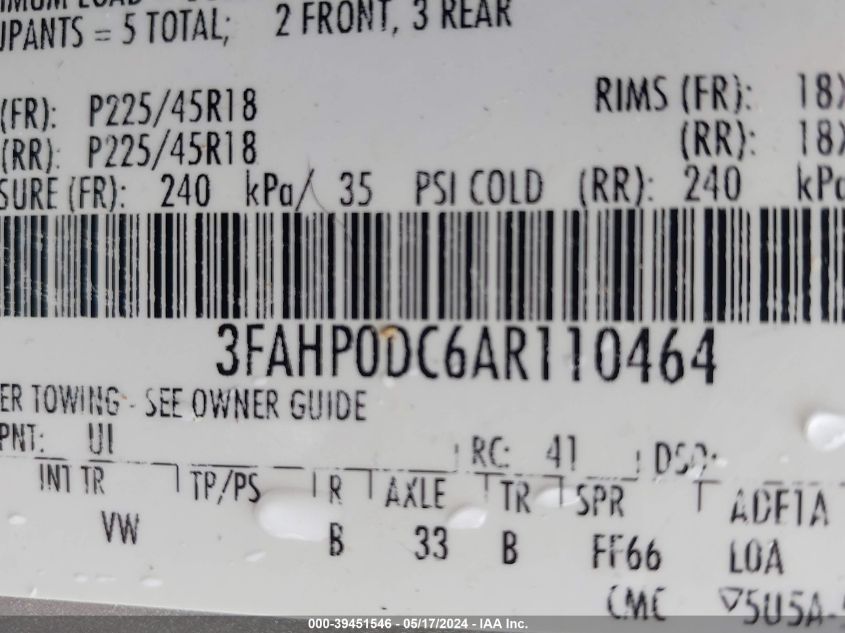 UPANTS = 5 TOTAL; 2 FRONT, 3 REAR
(FR): P225/45R18 RIMS (FR): 18X
(RR): P225/45R18 (RR): 18X
SURE (FR): 240 kPa/ 35 PSI COLD (RR): 240 kPa
3FAHP0DC6AR110464
ER TOWING - SEE OWNER GUIDE
PNT: UI RC: 41 DSO:
INT TR TP/PS R AXLE TR SPR
VW B 33 B FF66 LOA
CMC ▽5U5A-
000-39451546 - 05/17/2024 - IAA Inc.